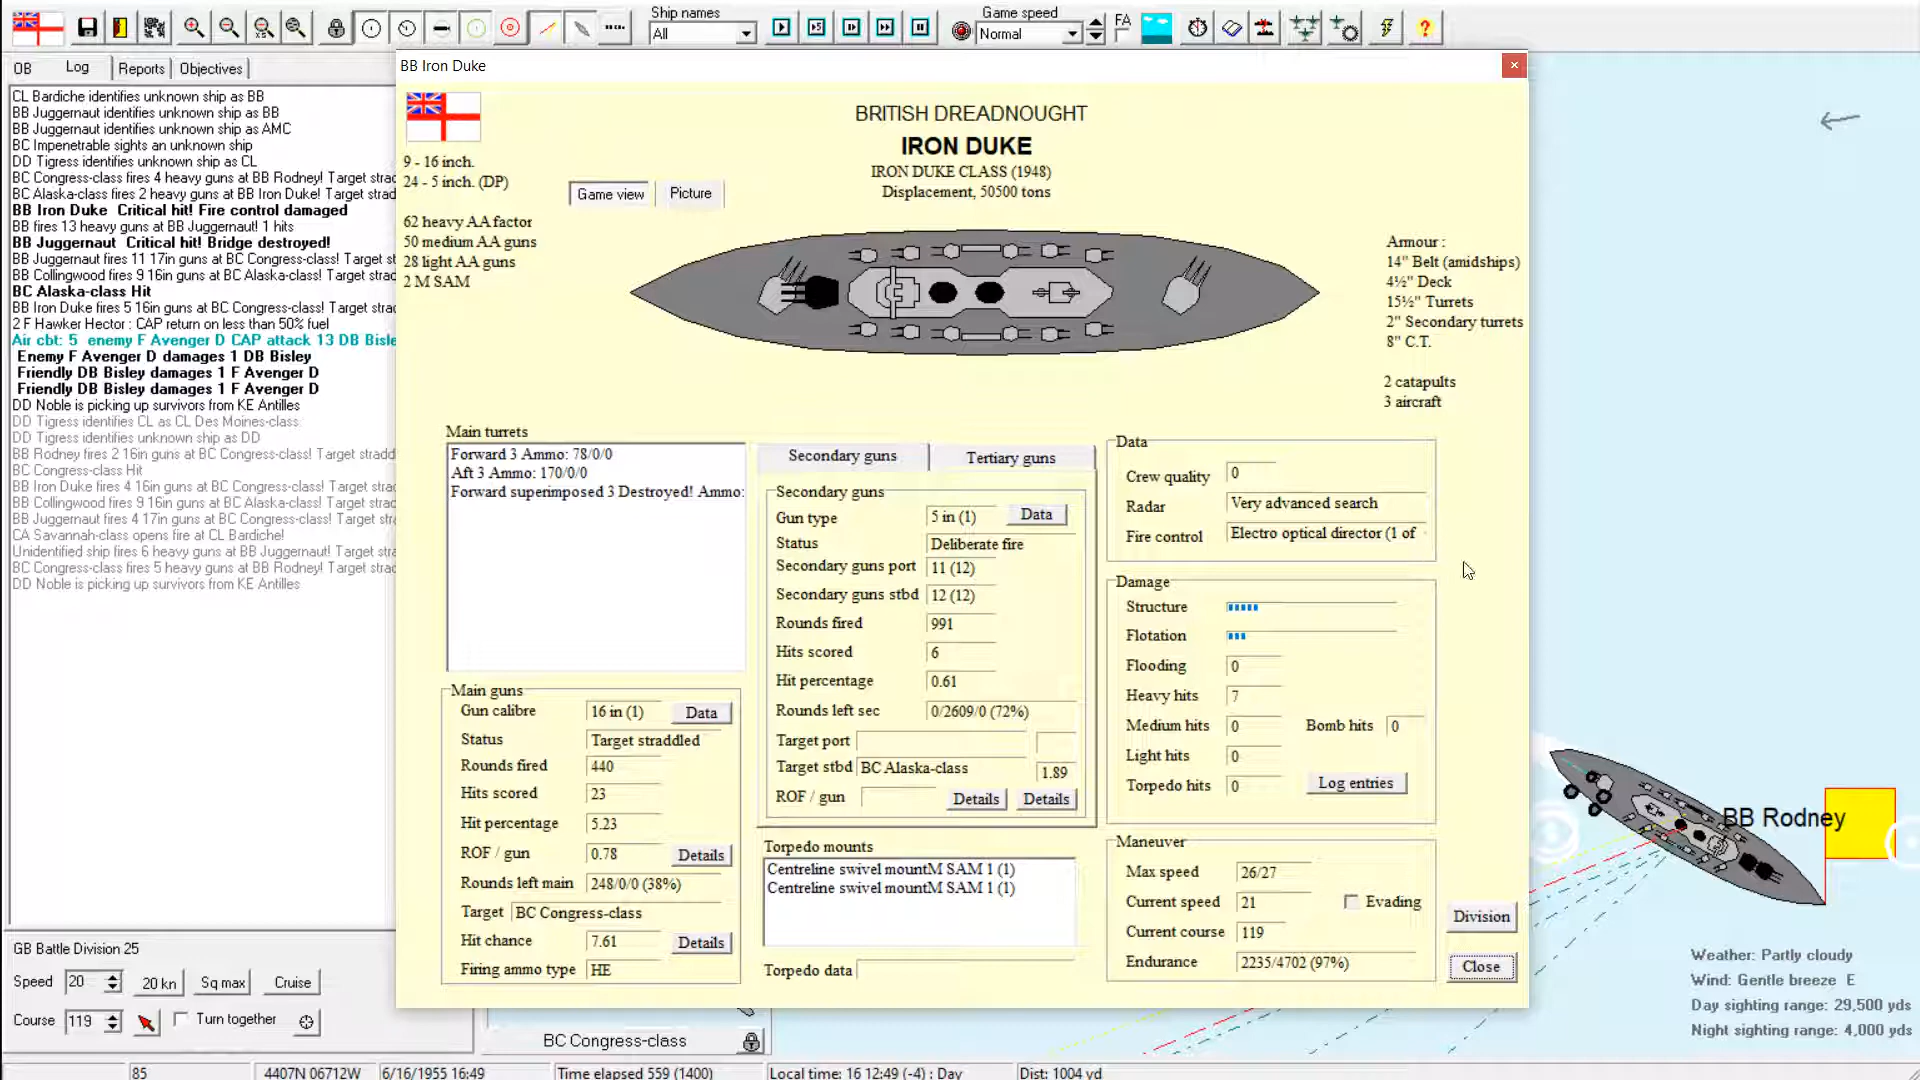 Ship names
All
Game speed
Normal
FA
OB
Log
Reports
Objectives
CL Bardiche identifies unknown ship as BB
BB Juggernaut identifies unknown ship as BB
BB Juggernaut identifies unknown ship as AMC
BC Impenetrable sights an unknown ship
DD Tigress identifies unknown ship as CL
BC Congress-class fires 4 heavy guns at BB Rodney! Target strad
BC Alaska-class fires 2 heavy guns at BB Iron Duke! Target strad
BB Iron Duke  Critical hit! Fire control damaged
BB fires 13 heavy guns at BB Juggernaut! 1 hits
BB Juggernaut  Critical hit! Bridge destroyed!
BB Juggernaut fires 11 17in guns at BC Congress-class! Target
BB Collingwood fires 9 16in guns at BC Alaska-class! Target strac
BC Alaska-class Hit
BB Iron Duke fires 5 16in guns at BC Congress-class! Target strac
2 F Hawker Hector : CAP return on less than 50% fuel
Air cbt: 5  enemy F Avenger D CAP attack 13 DB Bisle
Enemy F Avenger D damages 1 DB Bisley
Friendly DB Bisley damages 1 F Avenger D
Friendly DB Bisley damages 1 F Avenger D
DD Noble is picking up survivors from KE Antilles
DD Tigress identifies CL as CL Des Moines-class
DD Tigress identifies unknown ship as DD
BB Rodney fires 2 16in guns at BC Congress-class! Target stradd
BC Congress-class Hit
BB Iron Duke fires 4 16in guns at BC Congress-class! Target strac
BB Collingwood fires 9 16in guns at BC Alaska-class! Target strac
BB Juggernaut fires 4 17in guns at BC Congress-class! Target str
CA Savannah-class opens fire at CL Bardiche!
Unidentified ship fires 6 heavy guns at BB Juggernaut! Target stra
BC Congress-class fires 5 heavy guns at BB Rodney! Target strad
DD Noble is picking up survivors from KE Antilles
GB Battle Division 25
Speed 20 20 kn Sq max Cruise
Course 119 Turn together
BB Iron Duke
BRITISH DREADNOUGHT
IRON DUKE
IRON DUKE CLASS (1948)
Displacement, 50500 tons
9 - 16 inch.
24 - 5 inch. (DP)
Game view
Picture
62 heavy AA factor
50 medium AA guns
28 light AA guns
2 M SAM
Armour :
14" Belt (amidships)
4½" Deck
15½" Turrets
2" Secondary turrets
8" C.T.
2 catapults
3 aircraft
Main turrets
Forward 3 Ammo: 78/0/0
Aft 3 Ammo: 170/0/0
Forward superimposed 3 Destroyed! Ammo:
Main guns
Gun calibre 16 in (1) Data
Status Target straddled
Rounds fired 440
Hits scored 23
Hit percentage 5.23
ROF / gun 0.78 Details
Rounds left main 248/0/0 (38%)
Target BC Congress-class
Hit chance 7.61 Details
Firing ammo type HE
Secondary guns
Tertiary guns
Secondary guns
Gun type 5 in (1) Data
Status Deliberate fire
Secondary guns port 11 (12)
Secondary guns stbd 12 (12)
Rounds fired 991
Hits scored 6
Hit percentage 0.61
Rounds left sec 0/2609/0 (72%)
Target port
Target stbd BC Alaska-class 1.89
ROF / gun Details Details
Torpedo mounts
Centreline swivel mountM SAM 1 (1)
Centreline swivel mountM SAM 1 (1)
Torpedo data
Data
Crew quality 0
Radar Very advanced search
Fire control Electro optical director (1 of
Damage
Structure
Flotation
Flooding 0
Heavy hits 7
Medium hits 0 Bomb hits 0
Light hits 0
Torpedo hits 0 Log entries
Maneuver
Max speed 26/27
Current speed 21 Evading
Current course 119
Endurance 2235/4702 (97%)
Division
Close
BB Rodney
Weather: Partly cloudy
Wind: Gentle breeze  E
Day sighting range: 29,500 yds
Night sighting range: 4,000 yds
BC Congress-class
85
4407N 06712W
6/16/1955 16:49
Time elapsed 559 (1400)
Local time: 16 12:49 (-4) : Day
Dist: 1004 yd